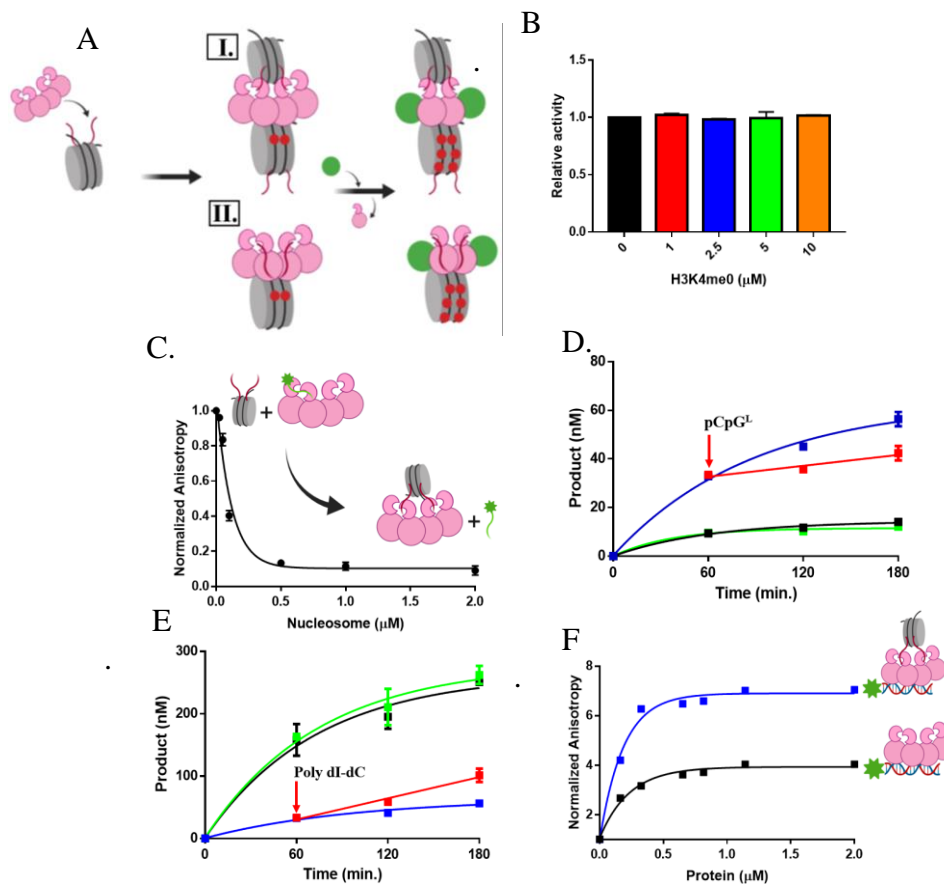 A
I.
II.
B
1.5
1.0
0.5
0.0
Relative activity
0
1
2.5
5
10
H3K4me0 (μM)
C.
1.0
0.8
0.6
0.4
0.2
0.0
Normalized Anisotropy
+
+
0.0 0.5 1.0 1.5 2.0
Nucleosome (μM)
D.
60
40
20
0
Product (nM)
pCpGᴸ
0 60 120 180
Time (min.)
E
300
200
100
0
Product (nM)
Poly dI-dC
0 60 120 180
Time (min.)
F
8
6
4
2
Normalized Anisotropy
0.0 0.5 1.0 1.5 2.0
Protein (μM)